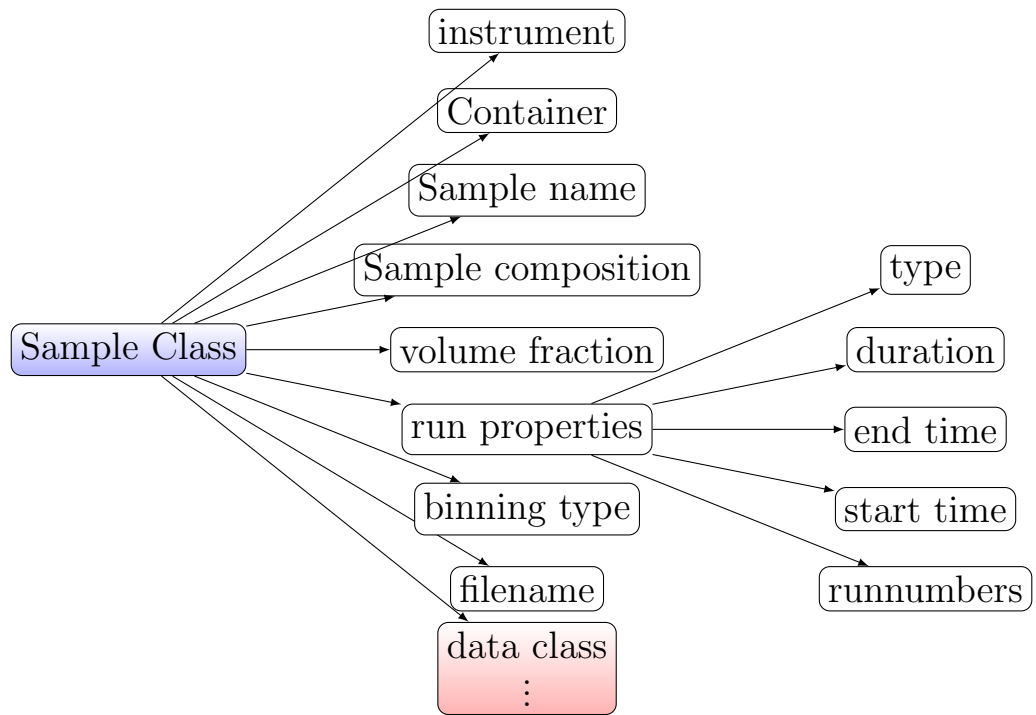 instrument
Container
Sample name
Sample composition
type
Sample Class
volume fraction
duration
run properties
end time
binning type
start time
filename
runnumbers
data class
⋮